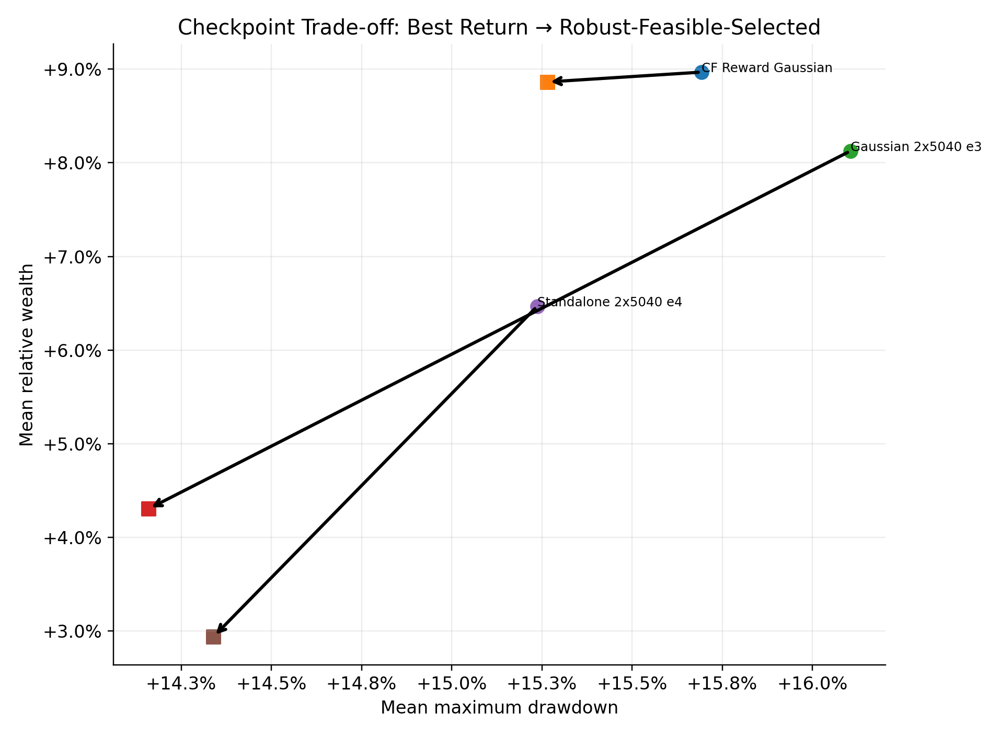 Checkpoint Trade-off: Best Return → Robust-Feasible-Selected
+9.0%
+8.0%
+7.0%
+6.0%
+5.0%
+4.0%
+3.0%
Mean relative wealth
CF Reward Gaussian
Gaussian 2x5040 e3
Standalone 2x5040 e4
+14.3%
+14.5%
+14.8%
+15.0%
+15.3%
+15.5%
+15.8%
+16.0%
Mean maximum drawdown